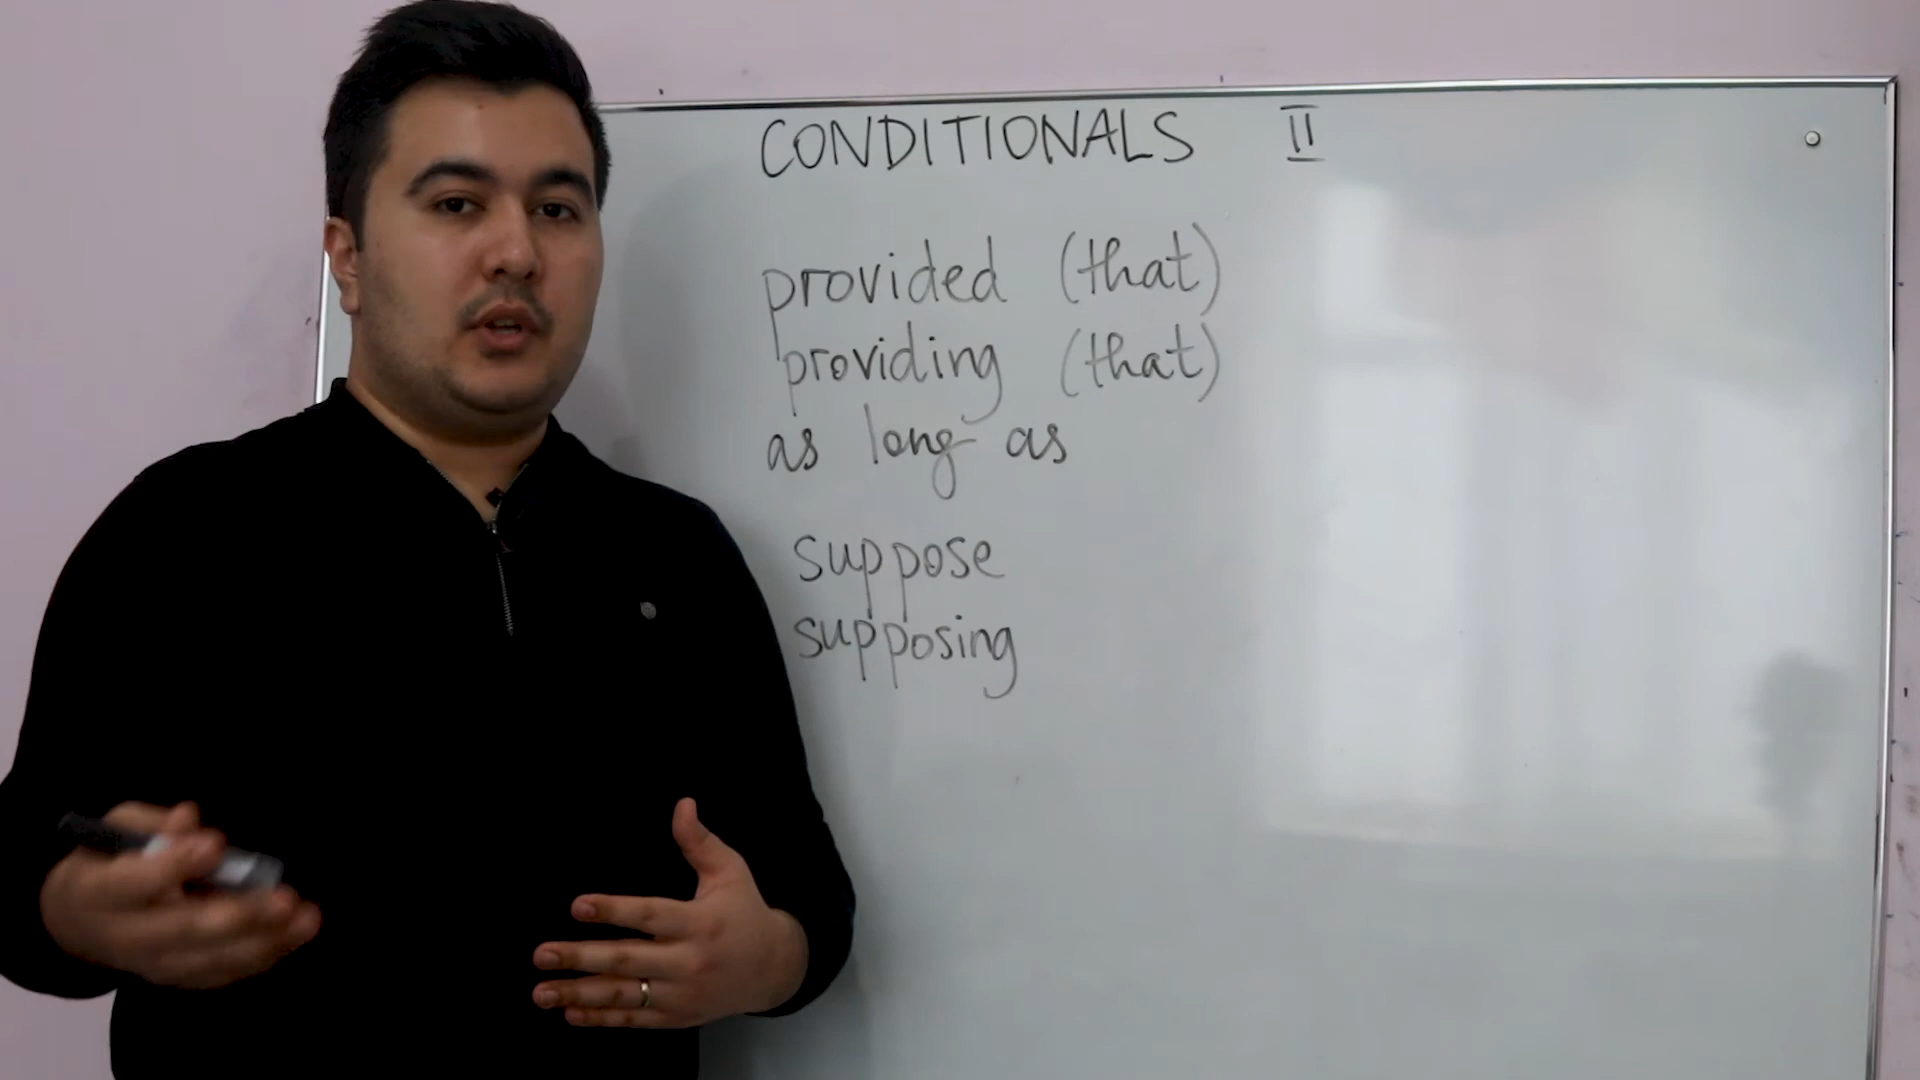 CONDITIONALS II
provided (that)
providing (that)
as long as
suppose
supposing